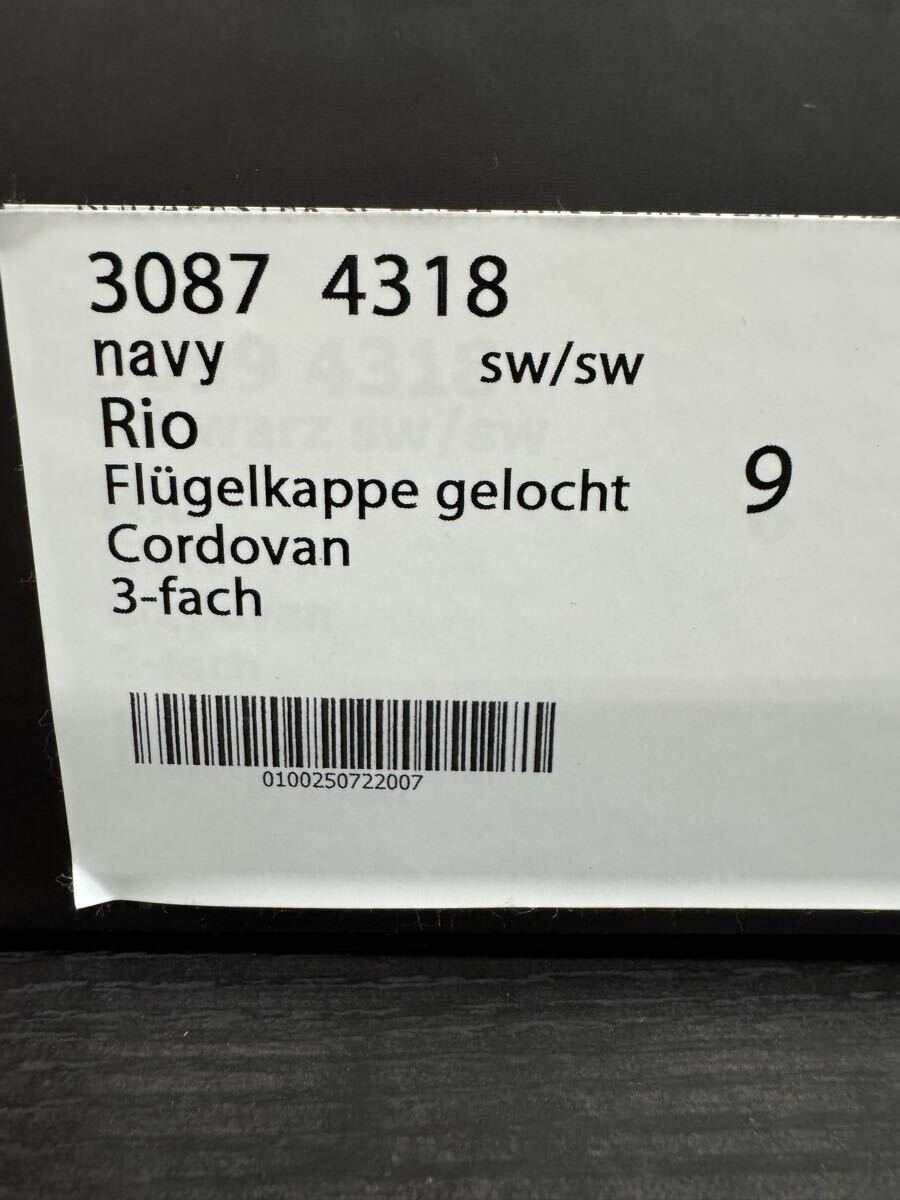 3087 4318
navy sw/sw
Rio
9
Flügelkappe gelocht
Cordovan
3-fach
0100250722007